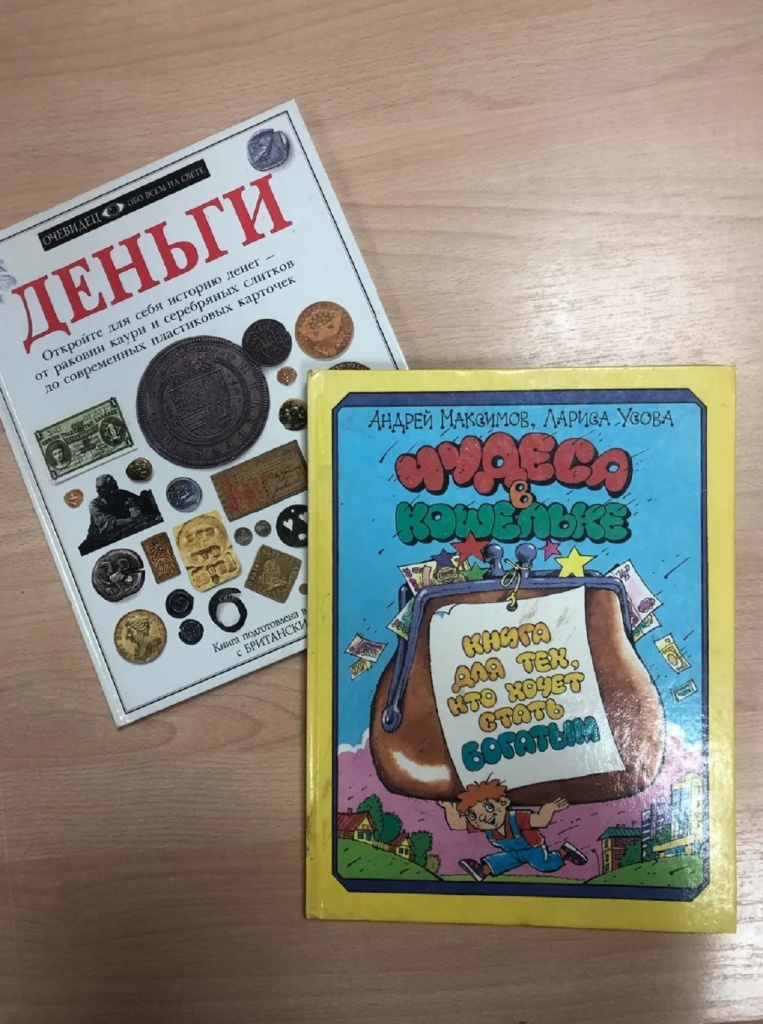 ОЧЕВИДЕЦ ОБО ВСЕМ НА СВЕТЕ
ДЕНЬГИ
Откройте для себя историю денег –
от раковин каури и серебряных слитков
до современных пластиковых карточек
Книга подготовлена в
с БРИТАНСКИ
АНДРЕЙ МАКСИМОВ, ЛАРИСА УСОВА
ЧУДЕСА
В
КОШЕЛЬКЕ
КНИГА
ДЛЯ ТЕХ,
КТО ХОЧЕТ
СТАТЬ
БОГАТЫМ